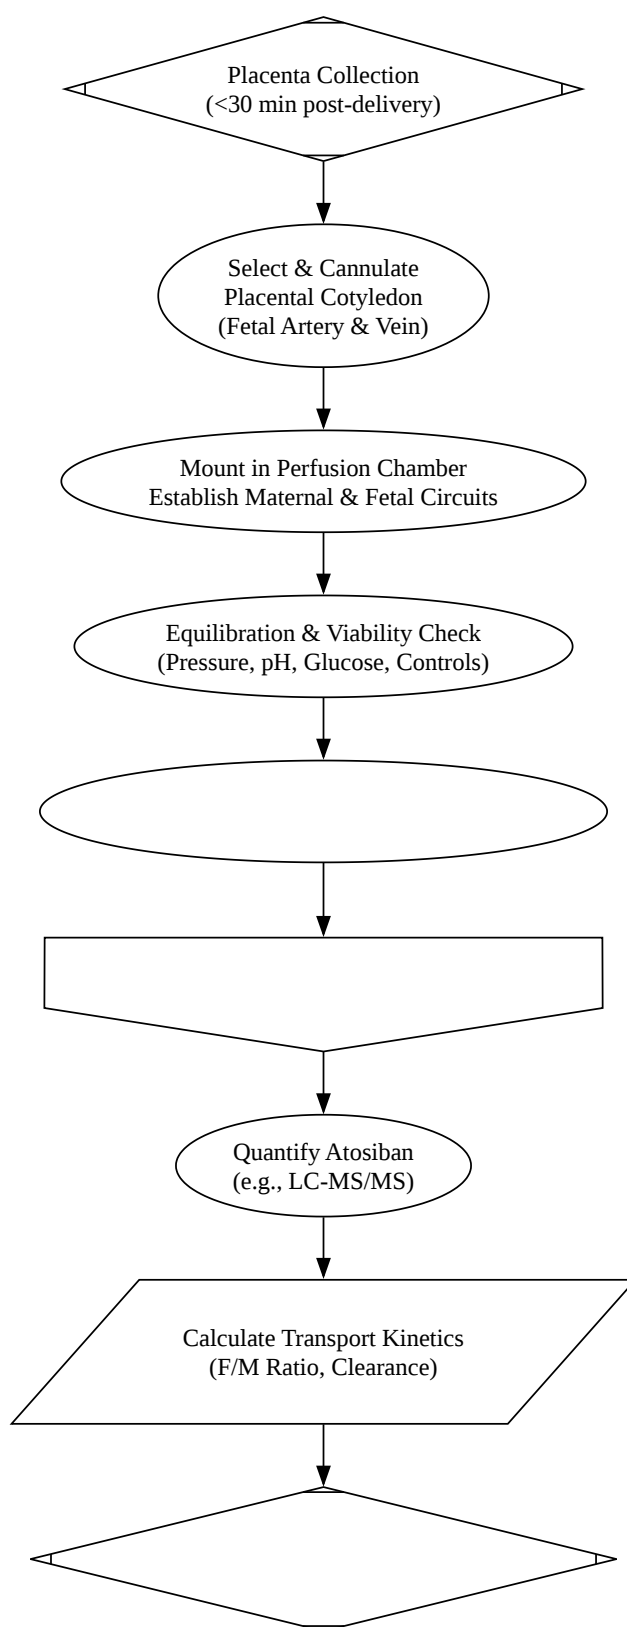 Placenta Collection
(<30 min post-delivery)
Select & Cannulate
Placental Cotyledon
(Fetal Artery & Vein)
Mount in Perfusion Chamber
Establish Maternal & Fetal Circuits
Equilibration & Viability Check
(Pressure, pH, Glucose, Controls)
Quantify Atosiban
(e.g., LC-MS/MS)
Calculate Transport Kinetics
(F/M Ratio, Clearance)